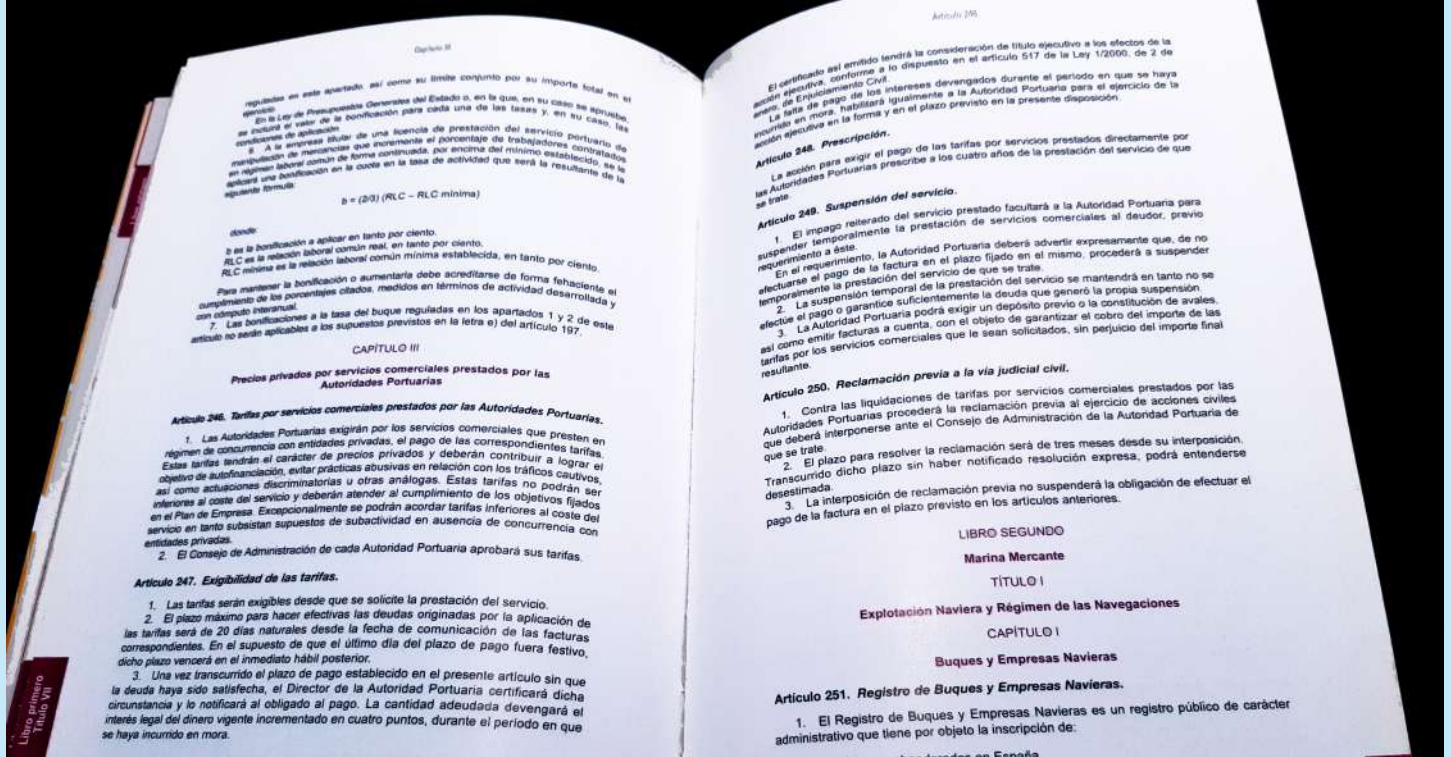 Capítulo III
reguladas en este apartado, así como su límite conjunto por su importe total en el
ejercicio.
En la Ley de Presupuestos Generales del Estado o, en la que, en su caso se apruebe,
se incluirá el valor de la bonificación para cada una de las tasas y, en su caso, las
condiciones de aplicación.
6. A la empresa titular de una licencia de prestación del servicio portuario de
manipulación de mercancías que incremente el porcentaje de trabajadores contratados
en régimen laboral común de forma continuada, por encima del mínimo establecido, se le
aplicará una bonificación en la cuota en la tasa de actividad que será la resultante de la
siguiente fórmula:
b = (2/3) (RLC – RLC mínima)
donde:
b es la bonificación a aplicar en tanto por ciento.
RLC es la relación laboral común real, en tanto por ciento.
RLC mínima es la relación laboral común mínima establecida, en tanto por ciento.
Para mantener la bonificación o aumentarla debe acreditarse de forma fehaciente el
cumplimiento de los porcentajes citados, medidos en términos de actividad desarrollada y
con cómputo interanual.
7. Las bonificaciones a la tasa del buque reguladas en los apartados 1 y 2 de este
artículo no serán aplicables a los supuestos previstos en la letra e) del artículo 197.
CAPÍTULO III
Precios privados por servicios comerciales prestados por las
Autoridades Portuarias
Artículo 246. Tarifas por servicios comerciales prestados por las Autoridades Portuarias.
1. Las Autoridades Portuarias exigirán por los servicios comerciales que presten en
régimen de concurrencia con entidades privadas, el pago de las correspondientes tarifas.
Estas tarifas tendrán el carácter de precios privados y deberán contribuir a lograr el
objetivo de autofinanciación, evitar prácticas abusivas en relación con los tráficos cautivos,
así como actuaciones discriminatorias u otras análogas. Estas tarifas no podrán ser
inferiores al coste del servicio y deberán atender al cumplimiento de los objetivos fijados
en el Plan de Empresa. Excepcionalmente se podrán acordar tarifas inferiores al coste del
servicio en tanto subsistan supuestos de subactividad en ausencia de concurrencia con
entidades privadas.
2. El Consejo de Administración de cada Autoridad Portuaria aprobará sus tarifas.
Artículo 247. Exigibilidad de las tarifas.
1. Las tarifas serán exigibles desde que se solicite la prestación del servicio.
2. El plazo máximo para hacer efectivas las deudas originadas por la aplicación de
las tarifas será de 20 días naturales desde la fecha de comunicación de las facturas
correspondientes. En el supuesto de que el último día del plazo de pago fuera festivo,
dicho plazo vencerá en el inmediato hábil posterior.
3. Una vez transcurrido el plazo de pago establecido en el presente artículo sin que
la deuda haya sido satisfecha, el Director de la Autoridad Portuaria certificará dicha
circunstancia y lo notificará al obligado al pago. La cantidad adeudada devengará el
interés legal del dinero vigente incrementado en cuatro puntos, durante el período en que
se haya incurrido en mora.
Libro primero
Título VII
Artículo 248
El certificado así emitido tendrá la consideración de título ejecutivo a los efectos de la
acción ejecutiva, conforme a lo dispuesto en el artículo 517 de la Ley 1/2000, de 2 de
enero, de Enjuiciamiento Civil.
La falta de pago de los intereses devengados durante el período en que se haya
incurrido en mora, habilitará igualmente a la Autoridad Portuaria para el ejercicio de la
acción ejecutiva en la forma y en el plazo previsto en la presente disposición.
Artículo 248. Prescripción.
La acción para exigir el pago de las tarifas por servicios prestados directamente por
las Autoridades Portuarias prescribe a los cuatro años de la prestación del servicio de que
se trate.
Artículo 249. Suspensión del servicio.
1. El impago reiterado del servicio prestado facultará a la Autoridad Portuaria para
suspender temporalmente la prestación de servicios comerciales al deudor, previo
requerimiento a éste.
En el requerimiento, la Autoridad Portuaria deberá advertir expresamente que, de no
efectuarse el pago de la factura en el plazo fijado en el mismo, procederá a suspender
temporalmente la prestación del servicio de que se trate.
2. La suspensión temporal de la prestación del servicio se mantendrá en tanto no se
efectúe el pago o garantice suficientemente la deuda que generó la propia suspensión.
3. La Autoridad Portuaria podrá exigir un depósito previo o la constitución de avales,
así como emitir facturas a cuenta, con el objeto de garantizar el cobro del importe de las
tarifas por los servicios comerciales que le sean solicitados, sin perjuicio del importe final
resultante.
Artículo 250. Reclamación previa a la vía judicial civil.
1. Contra las liquidaciones de tarifas por servicios comerciales prestados por las
Autoridades Portuarias procederá la reclamación previa al ejercicio de acciones civiles
que deberá interponerse ante el Consejo de Administración de la Autoridad Portuaria de
que se trate.
2. El plazo para resolver la reclamación será de tres meses desde su interposición.
Transcurrido dicho plazo sin haber notificado resolución expresa, podrá entenderse
desestimada.
3. La interposición de reclamación previa no suspenderá la obligación de efectuar el
pago de la factura en el plazo previsto en los artículos anteriores.
LIBRO SEGUNDO
Marina Mercante
TÍTULO I
Explotación Naviera y Régimen de las Navegaciones
CAPÍTULO I
Buques y Empresas Navieras
Artículo 251. Registro de Buques y Empresas Navieras.
1. El Registro de Buques y Empresas Navieras es un registro público de carácter
administrativo que tiene por objeto la inscripción de:
en España